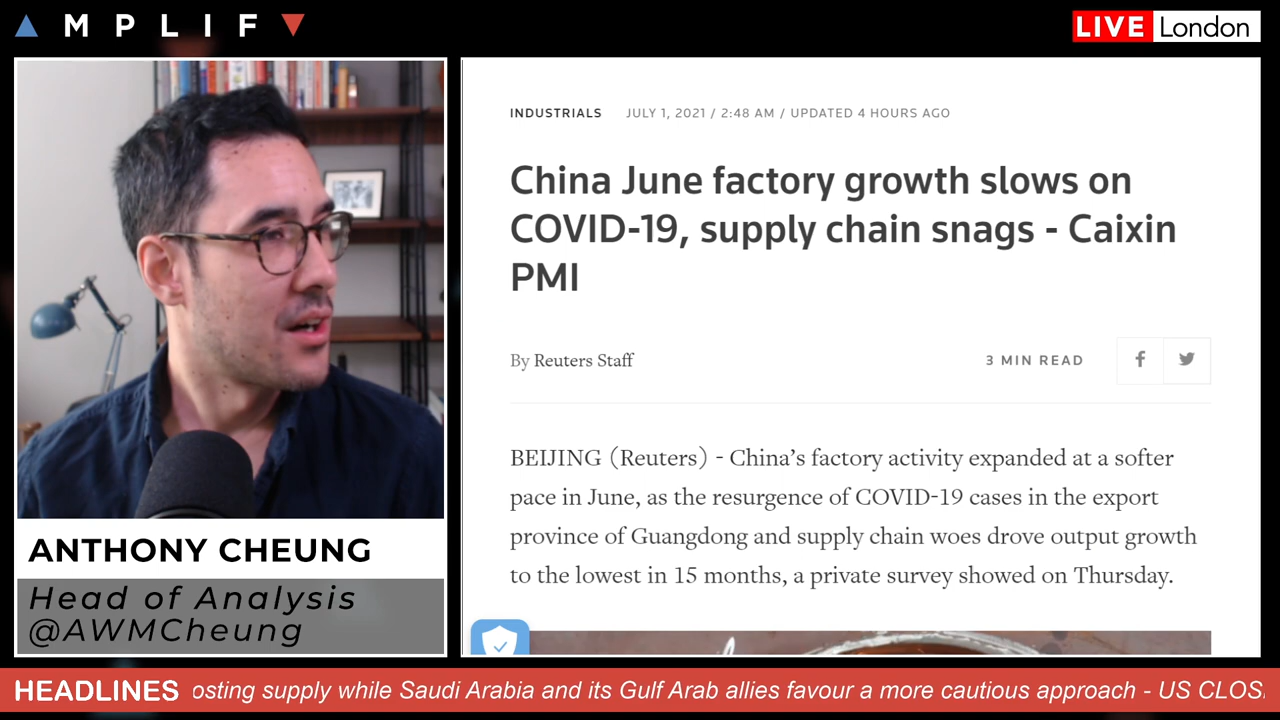 AMPLIFY
LIVE London
INDUSTRIALS JULY 1, 2021 / 2:48 AM / UPDATED 4 HOURS AGO
China June factory growth slows on
COVID-19, supply chain snags - Caixin
PMI
By Reuters Staff
3 MIN READ
BEIJING (Reuters) - China's factory activity expanded at a softer
pace in June, as the resurgence of COVID-19 cases in the export
province of Guangdong and supply chain woes drove output growth
to the lowest in 15 months, a private survey showed on Thursday.
ANTHONY CHEUNG
Head of Analysis
@AWMCheung
HEADLINES osting supply while Saudi Arabia and its Gulf Arab allies favour a more cautious approach - US CLOS